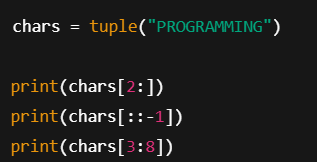 chars = tuple("PROGRAMMING")
print(chars[2:])
print(chars[::-1])
print(chars[3:8])